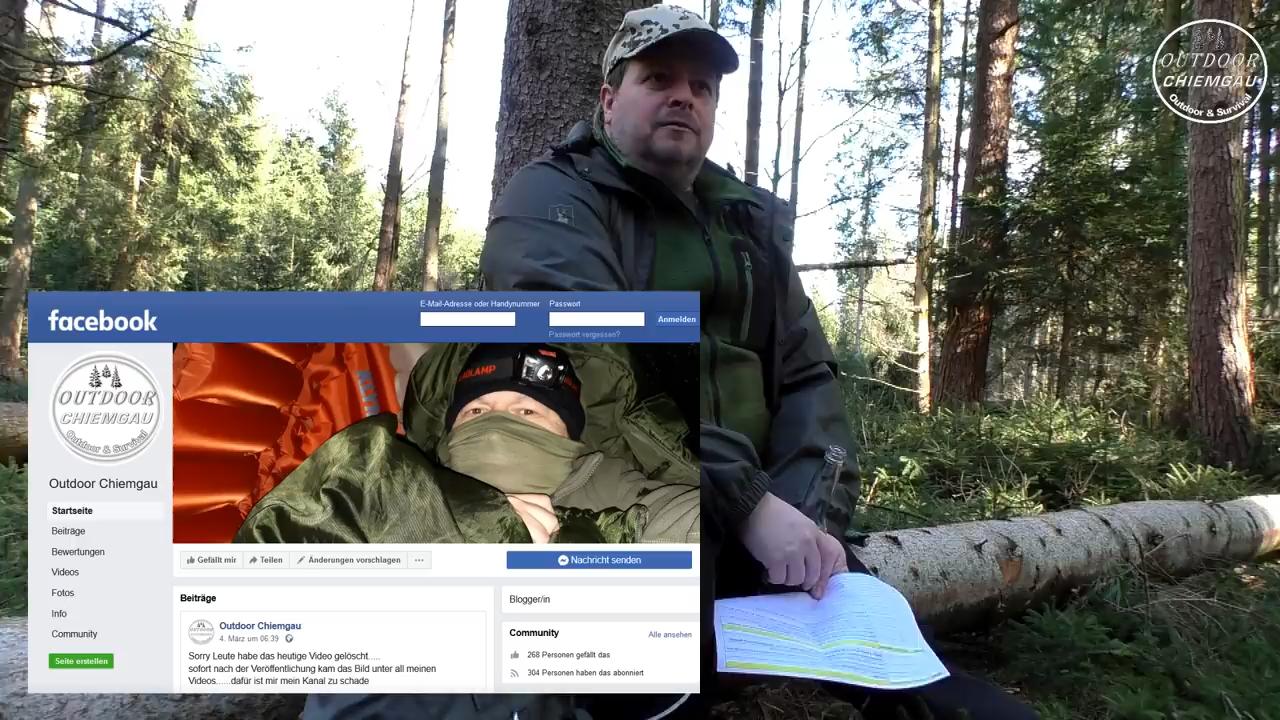 OUTDOOR
CHIEMGAU
Outdoor & Survival
facebook
E-Mail-Adresse oder Handynummer
Passwort
Anmelden
Passwort vergessen?
OUTDOOR
CHIEMGAU
Outdoor & Survival
Outdoor Chiemgau
Startseite
Beiträge
Bewertungen
Videos
Fotos
Info
Community
Seite erstellen
Gefällt mir
Teilen
Änderungen vorschlagen
...
Nachricht senden
Beiträge
Outdoor Chiemgau
4. März um 06:39
Sorry Leute habe das heutige Video gelöscht.....
sofort nach der Veröffentlichung kam das Bild unter all meinen
Videos......dafür ist mir mein Kanal zu schade
Blogger/in
Community
Alle ansehen
268 Personen gefällt das
304 Personen haben das abonniert